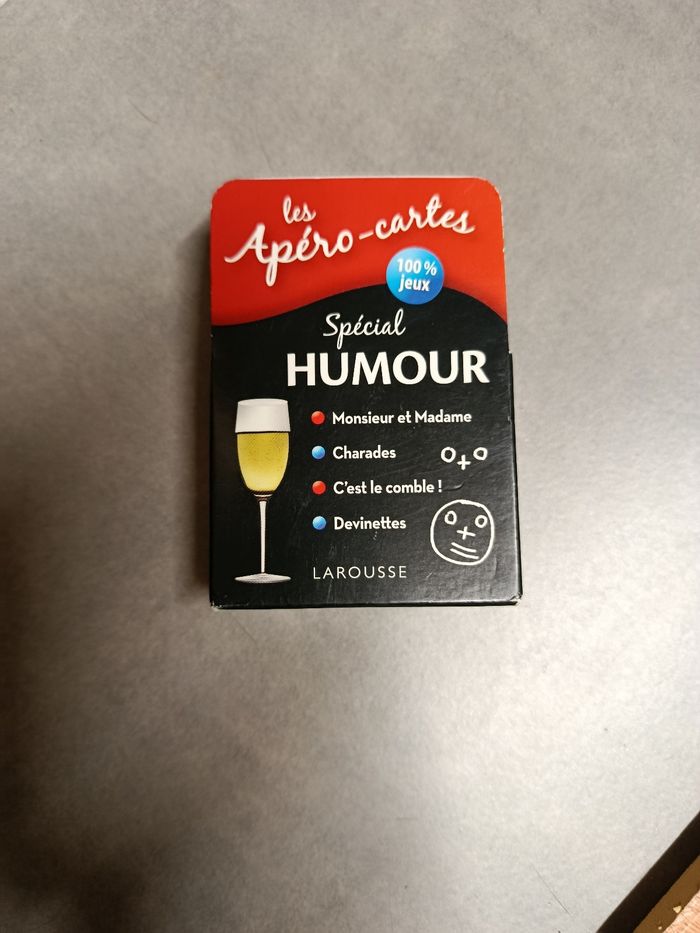 les
Apéro-cartes
100%
jeux
Spécial
HUMOUR
Monsieur et Madame
Charades
C'est le comble !
Devinettes
LAROUSSE